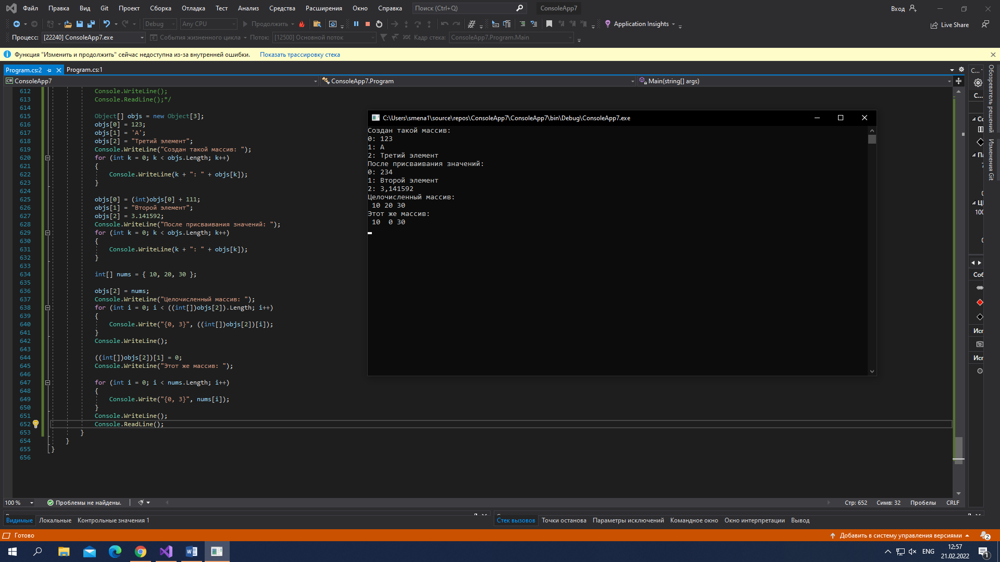 Файл Правка Вид Git Проект Сборка Отладка Тест Анализ Средства Расширения Окно Справка Поиск (Ctrl+Q) ConsoleApp7 Вход
Debug Any CPU Продолжить Application Insights Live Share
Процесс: [22240] ConsoleApp7.exe События жизненного цикла Поток: [12500] Основной поток Кадр стека: ConsoleApp7.Program.Main
Функция "Изменить и продолжить" сейчас недоступна из-за внутренней ошибки. Показать трассировку стека
Program.cs:2 Program.cs:1
ConsoleApp7 ConsoleApp7.Program Main(string[] args)
612 Console.WriteLine();
613 Console.ReadLine();*/
614
615 Object[] objs = new Object[3];
616 objs[0] = 123;
617 objs[1] = 'A';
618 objs[2] = "Третий элемент";
619 Console.WriteLine("Создан такой массив: ");
620 for (int k = 0; k < objs.Length; k++)
621 {
622 Console.WriteLine(k + ": " + objs[k]);
623 }
624
625 objs[0] = (int)objs[0] + 111;
626 objs[1] = "Второй элемент";
627 objs[2] = 3.141592;
628 Console.WriteLine("После присваивания значений: ");
629 for (int k = 0; k < objs.Length; k++)
630 {
631 Console.WriteLine(k + ": " + objs[k]);
632 }
633
634 int[] nums = { 10, 20, 30 };
635
636 objs[2] = nums;
637 Console.WriteLine("Целочисленный массив: ");
638 for (int i = 0; i < ((int[])objs[2]).Length; i++)
639 {
640 Console.Write("{0, 3}", ((int[])objs[2])[i]);
641 }
642 Console.WriteLine();
643
644 ((int[])objs[2])[1] = 0;
645 Console.WriteLine("Этот же массив: ");
646
647 for (int i = 0; i < nums.Length; i++)
648 {
649 Console.Write("{0, 3}", nums[i]);
650 }
651 Console.WriteLine();
652 Console.ReadLine();
653 }
654 }
655 }
656
C:\Users\smena1\source\repos\ConsoleApp7\ConsoleApp7\bin\Debug\ConsoleApp7.exe
Создан такой массив:
0: 123
1: A
2: Третий элемент
После присваивания значений:
0: 234
1: Второй элемент
2: 3,141592
Целочисленный массив:
10 20 30
Этот же массив:
10 0 30
С...
С...
100
Соб
Исг
Исг
Обозреватель решений
Изменения Git
100 % Проблемы не найдены. Стр: 652 Симв: 32 Пробелы CRLF
Видимые Локальные Контрольные значения 1 Стек вызовов Точки останова Параметры исключений Командное окно Окно интерпретации Вывод
Готово Добавить в систему управления версиями 2
ENG 12:57
21.02.2022 1